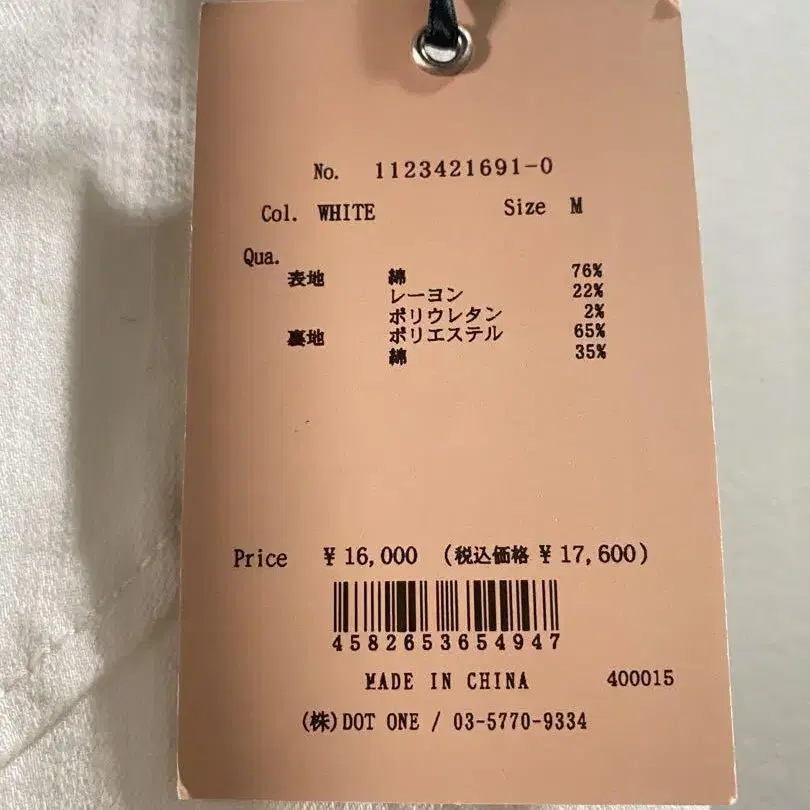 No. 1123421691-0
Col. WHITE Size M
Qua.
表地 綿 76%
レーヨン 22%
ポリウレタン 2%
裏地 ポリエステル 65%
綿 35%
Price ¥16,000 (税込価格 ¥17,600)
4582653654947
MADE IN CHINA 400015
(株)DOT ONE / 03-5770-9334